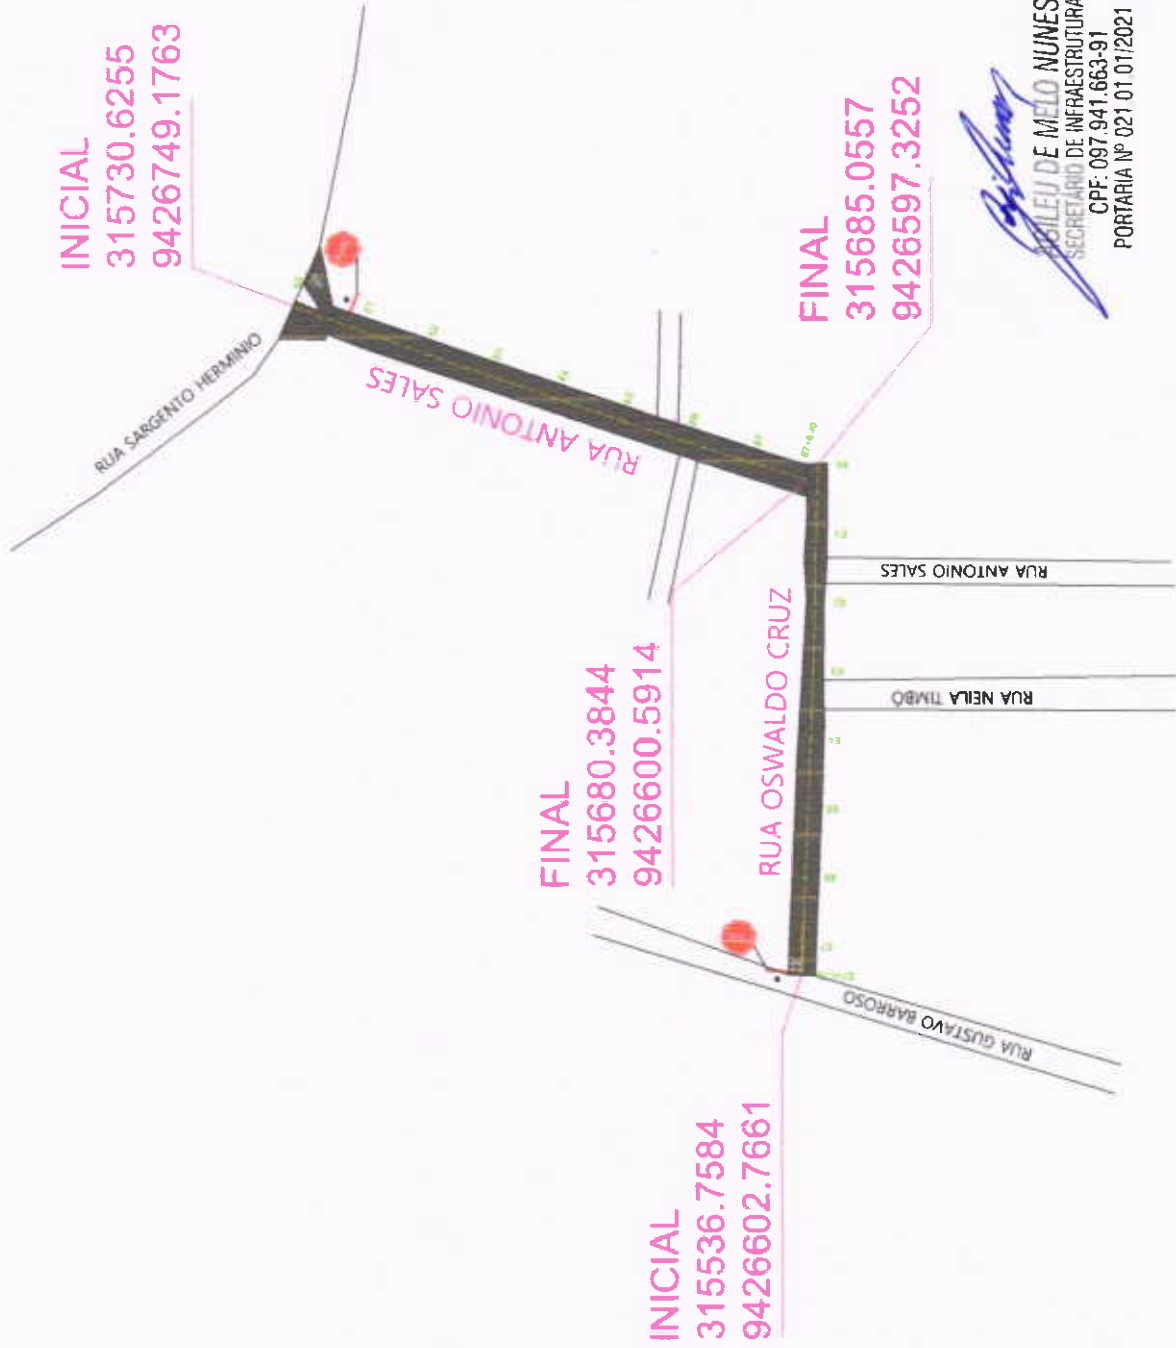 INICIAL
315730.6255
9426749.1763
RUA SARGENTO HERMINIO
RUA ANTONIO SALES
FINAL
315685.0557
9426597.3252
FINAL
315680.3844
9426600.5914
RUA OSWALDO CRUZ
RUA ANTONIO SALES
RUA NEILA TIMBÓ
RUA GUSTAVO BARROSO
INICIAL
315536.7584
9426602.7661
DE MELO NUNES
SECRETÁRIO DE INFRAESTRUTURA
CPF: 097.941.663-91
PORTARIA Nº 021.01.01/2021